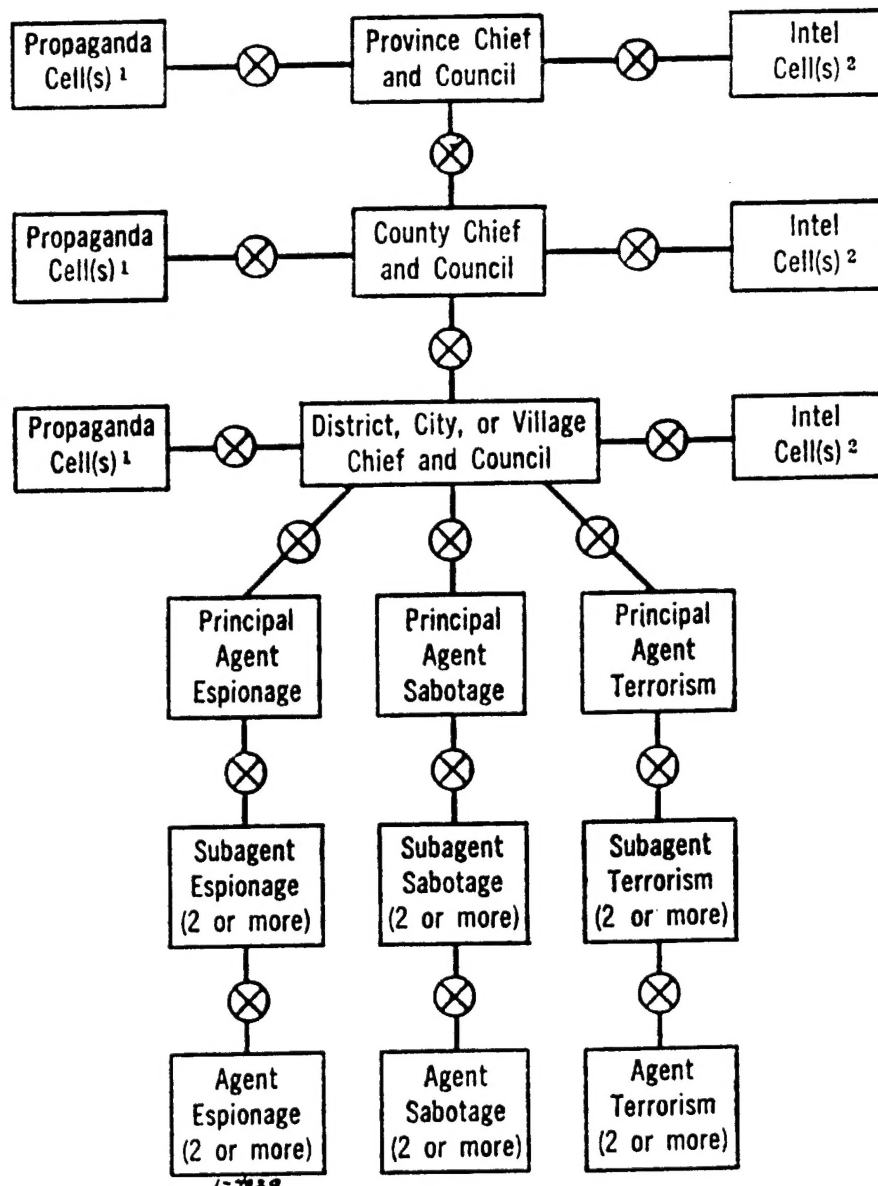 Propaganda
Cell(s) 1
Province Chief
and Council
Intel
Cell(s) 2
Propaganda
Cell(s) 1
County Chief
and Council
Intel
Cell(s) 2
Propaganda
Cell(s) 1
District, City, or Village
Chief and Council
Intel
Cell(s) 2
Principal
Agent
Espionage
Principal
Agent
Sabotage
Principal
Agent
Terrorism
Subagent
Espionage
(2 or more)
Subagent
Sabotage
(2 or more)
Subagent
Terrorism
(2 or more)
Agent
Espionage
(2 or more)
Agent
Sabotage
(2 or more)
Agent
Terrorism
(2 or more)